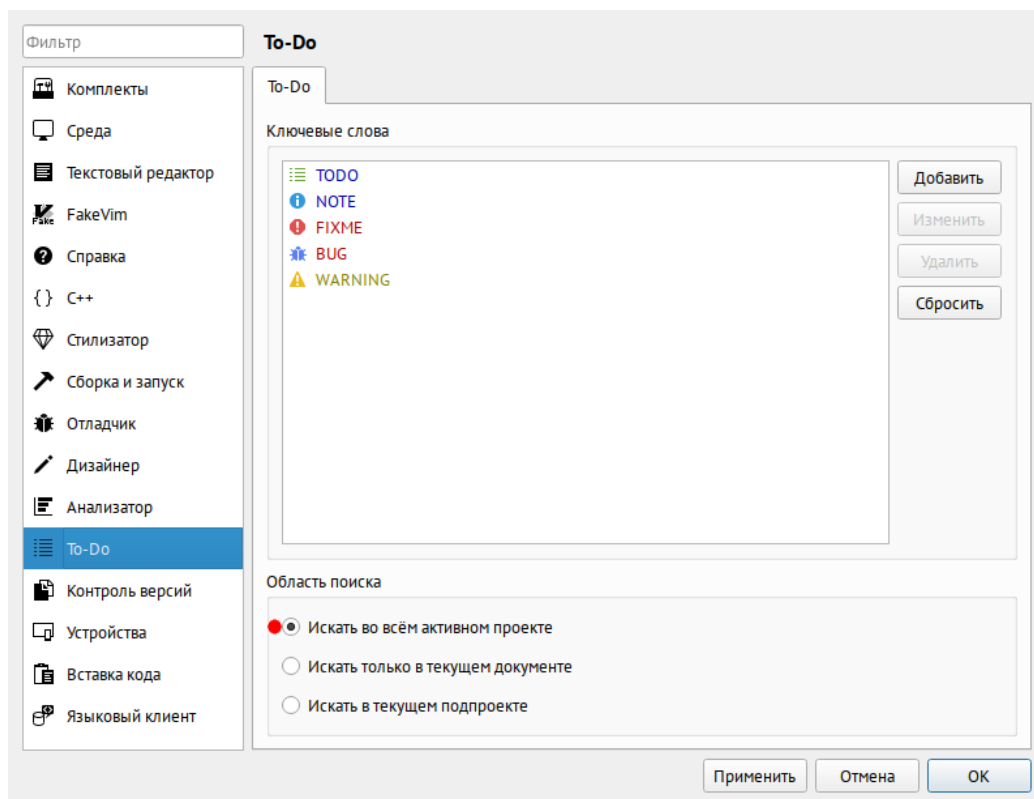 Фильтр
Комплекты
Среда
Текстовый редактор
FakeVim
Справка
C++
Стилизатор
Сборка и запуск
Отладчик
Дизайнер
Анализатор
To-Do
Контроль версий
Устройства
Вставка кода
Языковый клиент
To-Do
To-Do
Ключевые слова
TODO
NOTE
FIXME
BUG
WARNING
Добавить
Изменить
Удалить
Сбросить
Область поиска
Искать во всём активном проекте
Искать только в текущем документе
Искать в текущем подпроекте
Применить
Отмена
OK